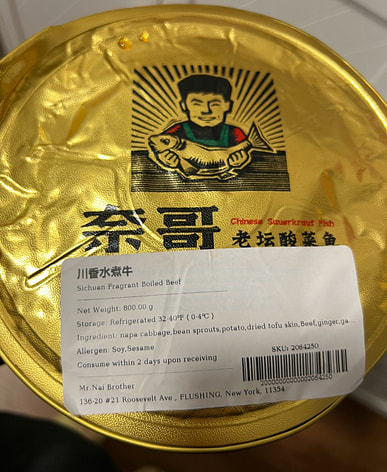 奈哥
Chinese Suuerkraut Fish
老坛酸菜鱼
川香水煮牛
Sichuan Fragrant Boiled Beef
Net Weight: 800.00 g
Storage: Refrigerated 32-40°F (0-4°C)
Ingredient: napa cabbage,bean sprouts,potato,dried tofu skin,Beef,ginger,ga...
Allergen: Soy,Sesame
Consume within 2 days upon receiving
SKU: 2064250
2000000000002064250
Mr.Nai Brother
136-20 #21 Roosevelt Ave , FLUSHING, New York, 11354